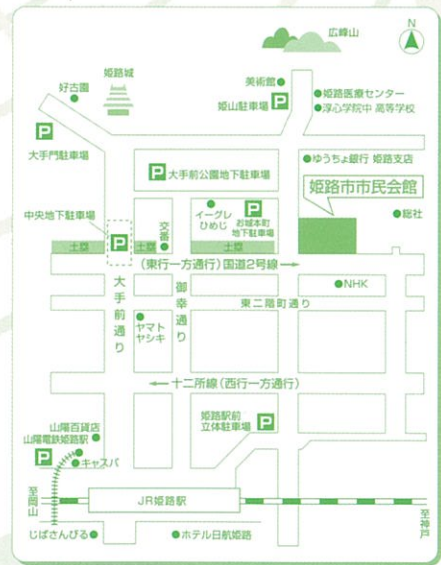 広峰山
N
姫路城
好古園
美術館
姫山駐車場
P
姫路医療センター
淳心学院中 高等学校
P
大手門駐車場
P
大手前公園地下駐車場
ゆうちょ銀行 姫路支店
姫路市市民会館
中央地下駐車場
P
交番
イーグレ
ひめじ
P
お城本町
地下駐車場
総社
土塁
土塁
土塁
(東行一方通行)国道2号線
大手前通り
御幸通り
NHK
東二階町通り
ヤマト
ヤシキ
十二所線(西行一方通行)
姫路駅前
立体駐車場
P
山陽百貨店
山陽電鉄姫路駅
P
キャスパ
至岡山
JR姫路駅
至神戸
じばさんびる
ホテル日航姫路